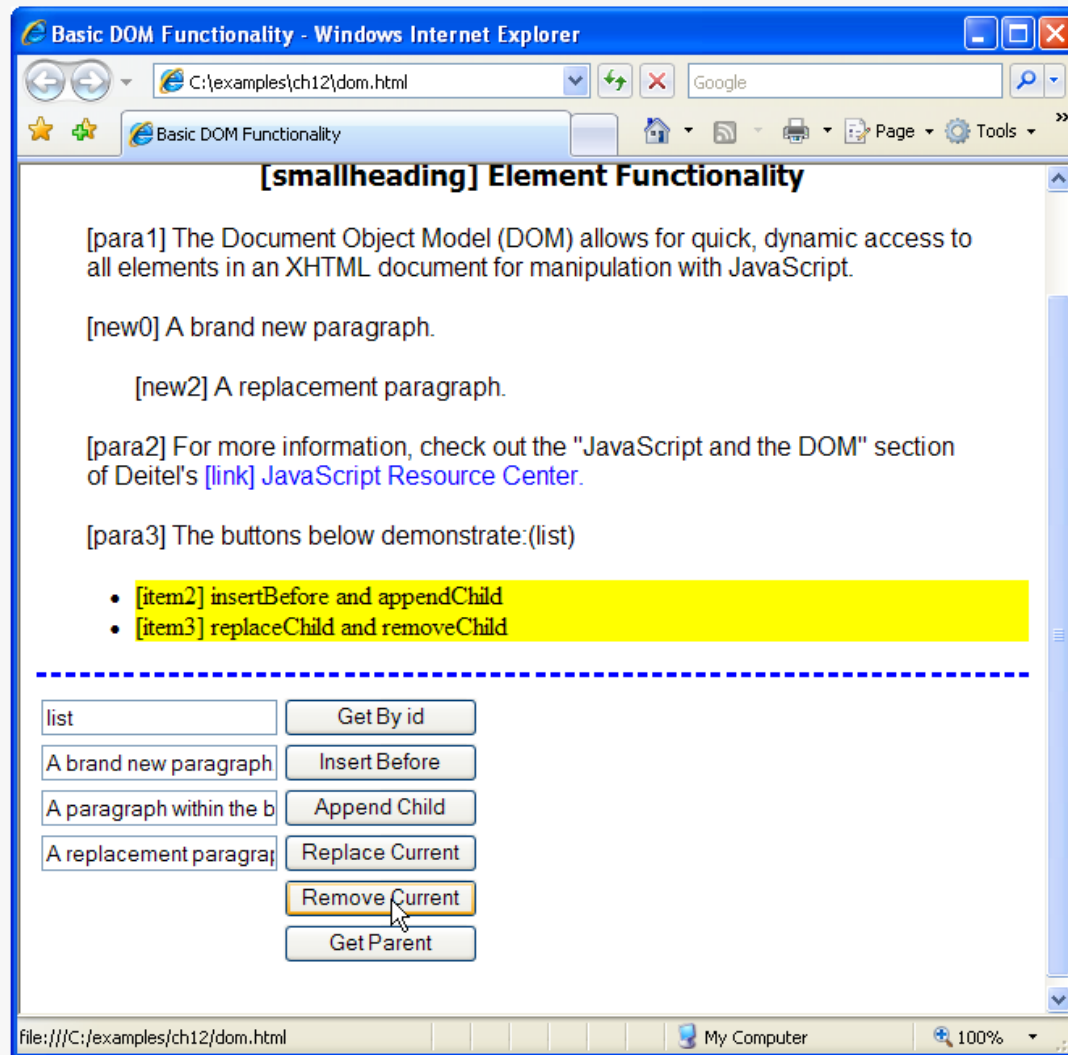 Basic DOM Functionality - Windows Internet Explorer
C:\examples\ch12\dom.html
Google
Basic DOM Functionality
Page
Tools
[smallheading] Element Functionality
[para1] The Document Object Model (DOM) allows for quick, dynamic access to
all elements in an XHTML document for manipulation with JavaScript.
[new0] A brand new paragraph.
[new2] A replacement paragraph.
[para2] For more information, check out the "JavaScript and the DOM" section
of Deitel's [link] JavaScript Resource Center.
[para3] The buttons below demonstrate:(list)
• [item2] insertBefore and appendChild
• [item3] replaceChild and removeChild
list Get By id
A brand new paragraph Insert Before
A paragraph within the b Append Child
A replacement paragrap Replace Current
Remove Current
Get Parent
file:///C:/examples/ch12/dom.html My Computer 100%